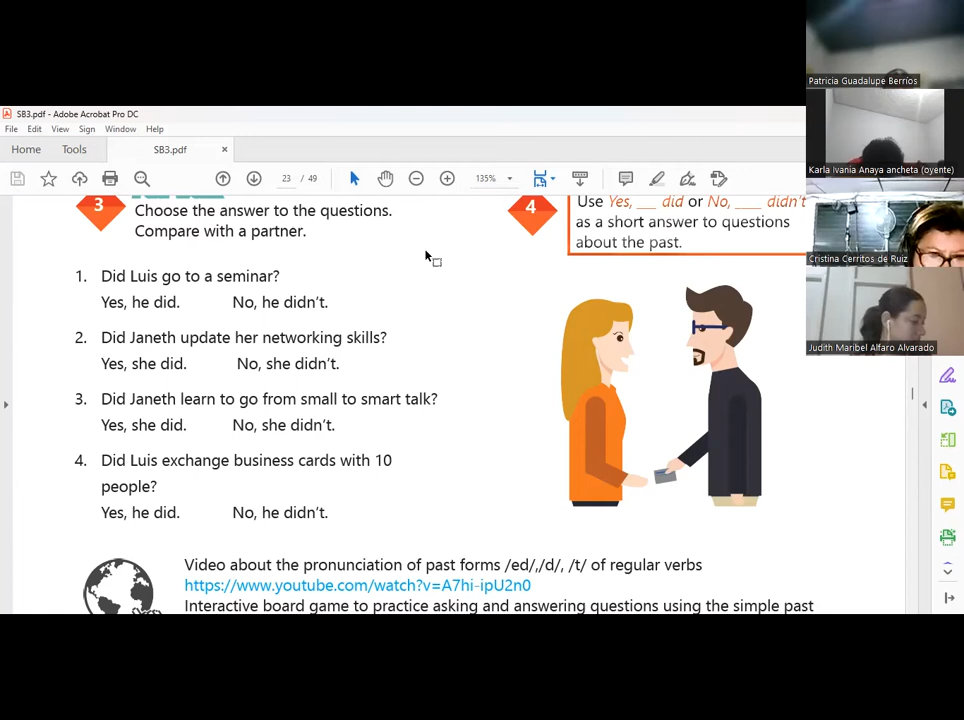 SB3.pdf - Adobe Acrobat Pro DC
File Edit View Sign Window Help
Home Tools SB3.pdf ×
23 / 49 135%
3
Choose the answer to the questions.
Compare with a partner.
1. Did Luis go to a seminar?
Yes, he did. No, he didn't.
2. Did Janeth update her networking skills?
Yes, she did. No, she didn't.
3. Did Janeth learn to go from small to smart talk?
Yes, she did. No, she didn't.
4. Did Luis exchange business cards with 10
people?
Yes, he did. No, he didn't.
4
Use Yes, ___ did or No, ____ didn't
as a short answer to questions
about the past.
Video about the pronunciation of past forms /ed/,/d/, /t/ of regular verbs
https://www.youtube.com/watch?v=A7hi-ipU2n0
Interactive board game to practice asking and answering questions using the simple past
Patricia Guadalupe Berríos
Karla Ivania Anaya ancheta (oyente)
Cristina Cerritos de Ruiz
Judith Maribel Alfaro Alvarado